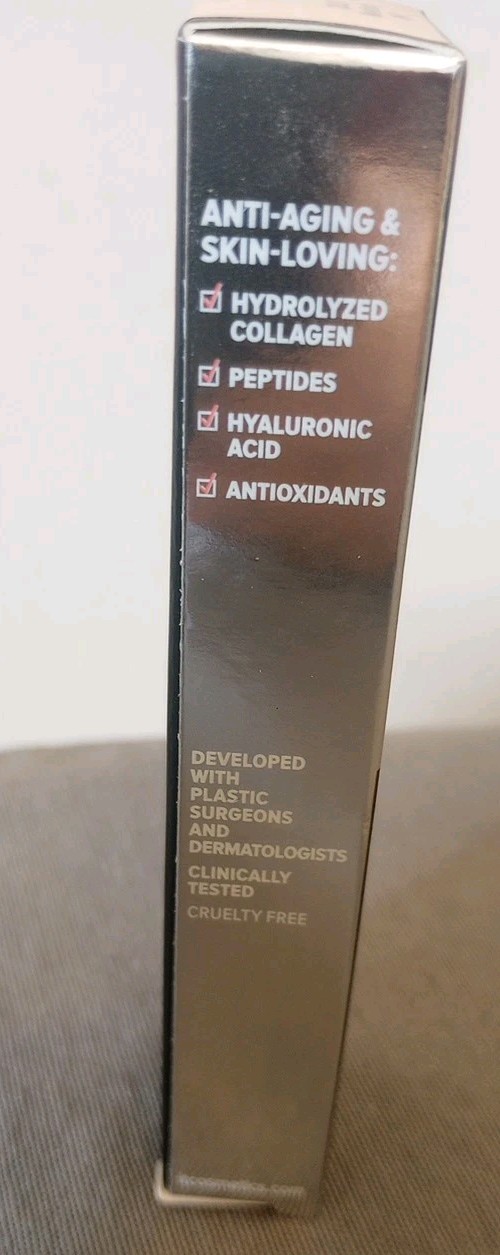 ANTI-AGING &
SKIN-LOVING:
HYDROLYZED
COLLAGEN
PEPTIDES
HYALURONIC
ACID
ANTIOXIDANTS
DEVELOPED
WITH
PLASTIC
SURGEONS
AND
DERMATOLOGISTS
CLINICALLY
TESTED
CRUELTY FREE